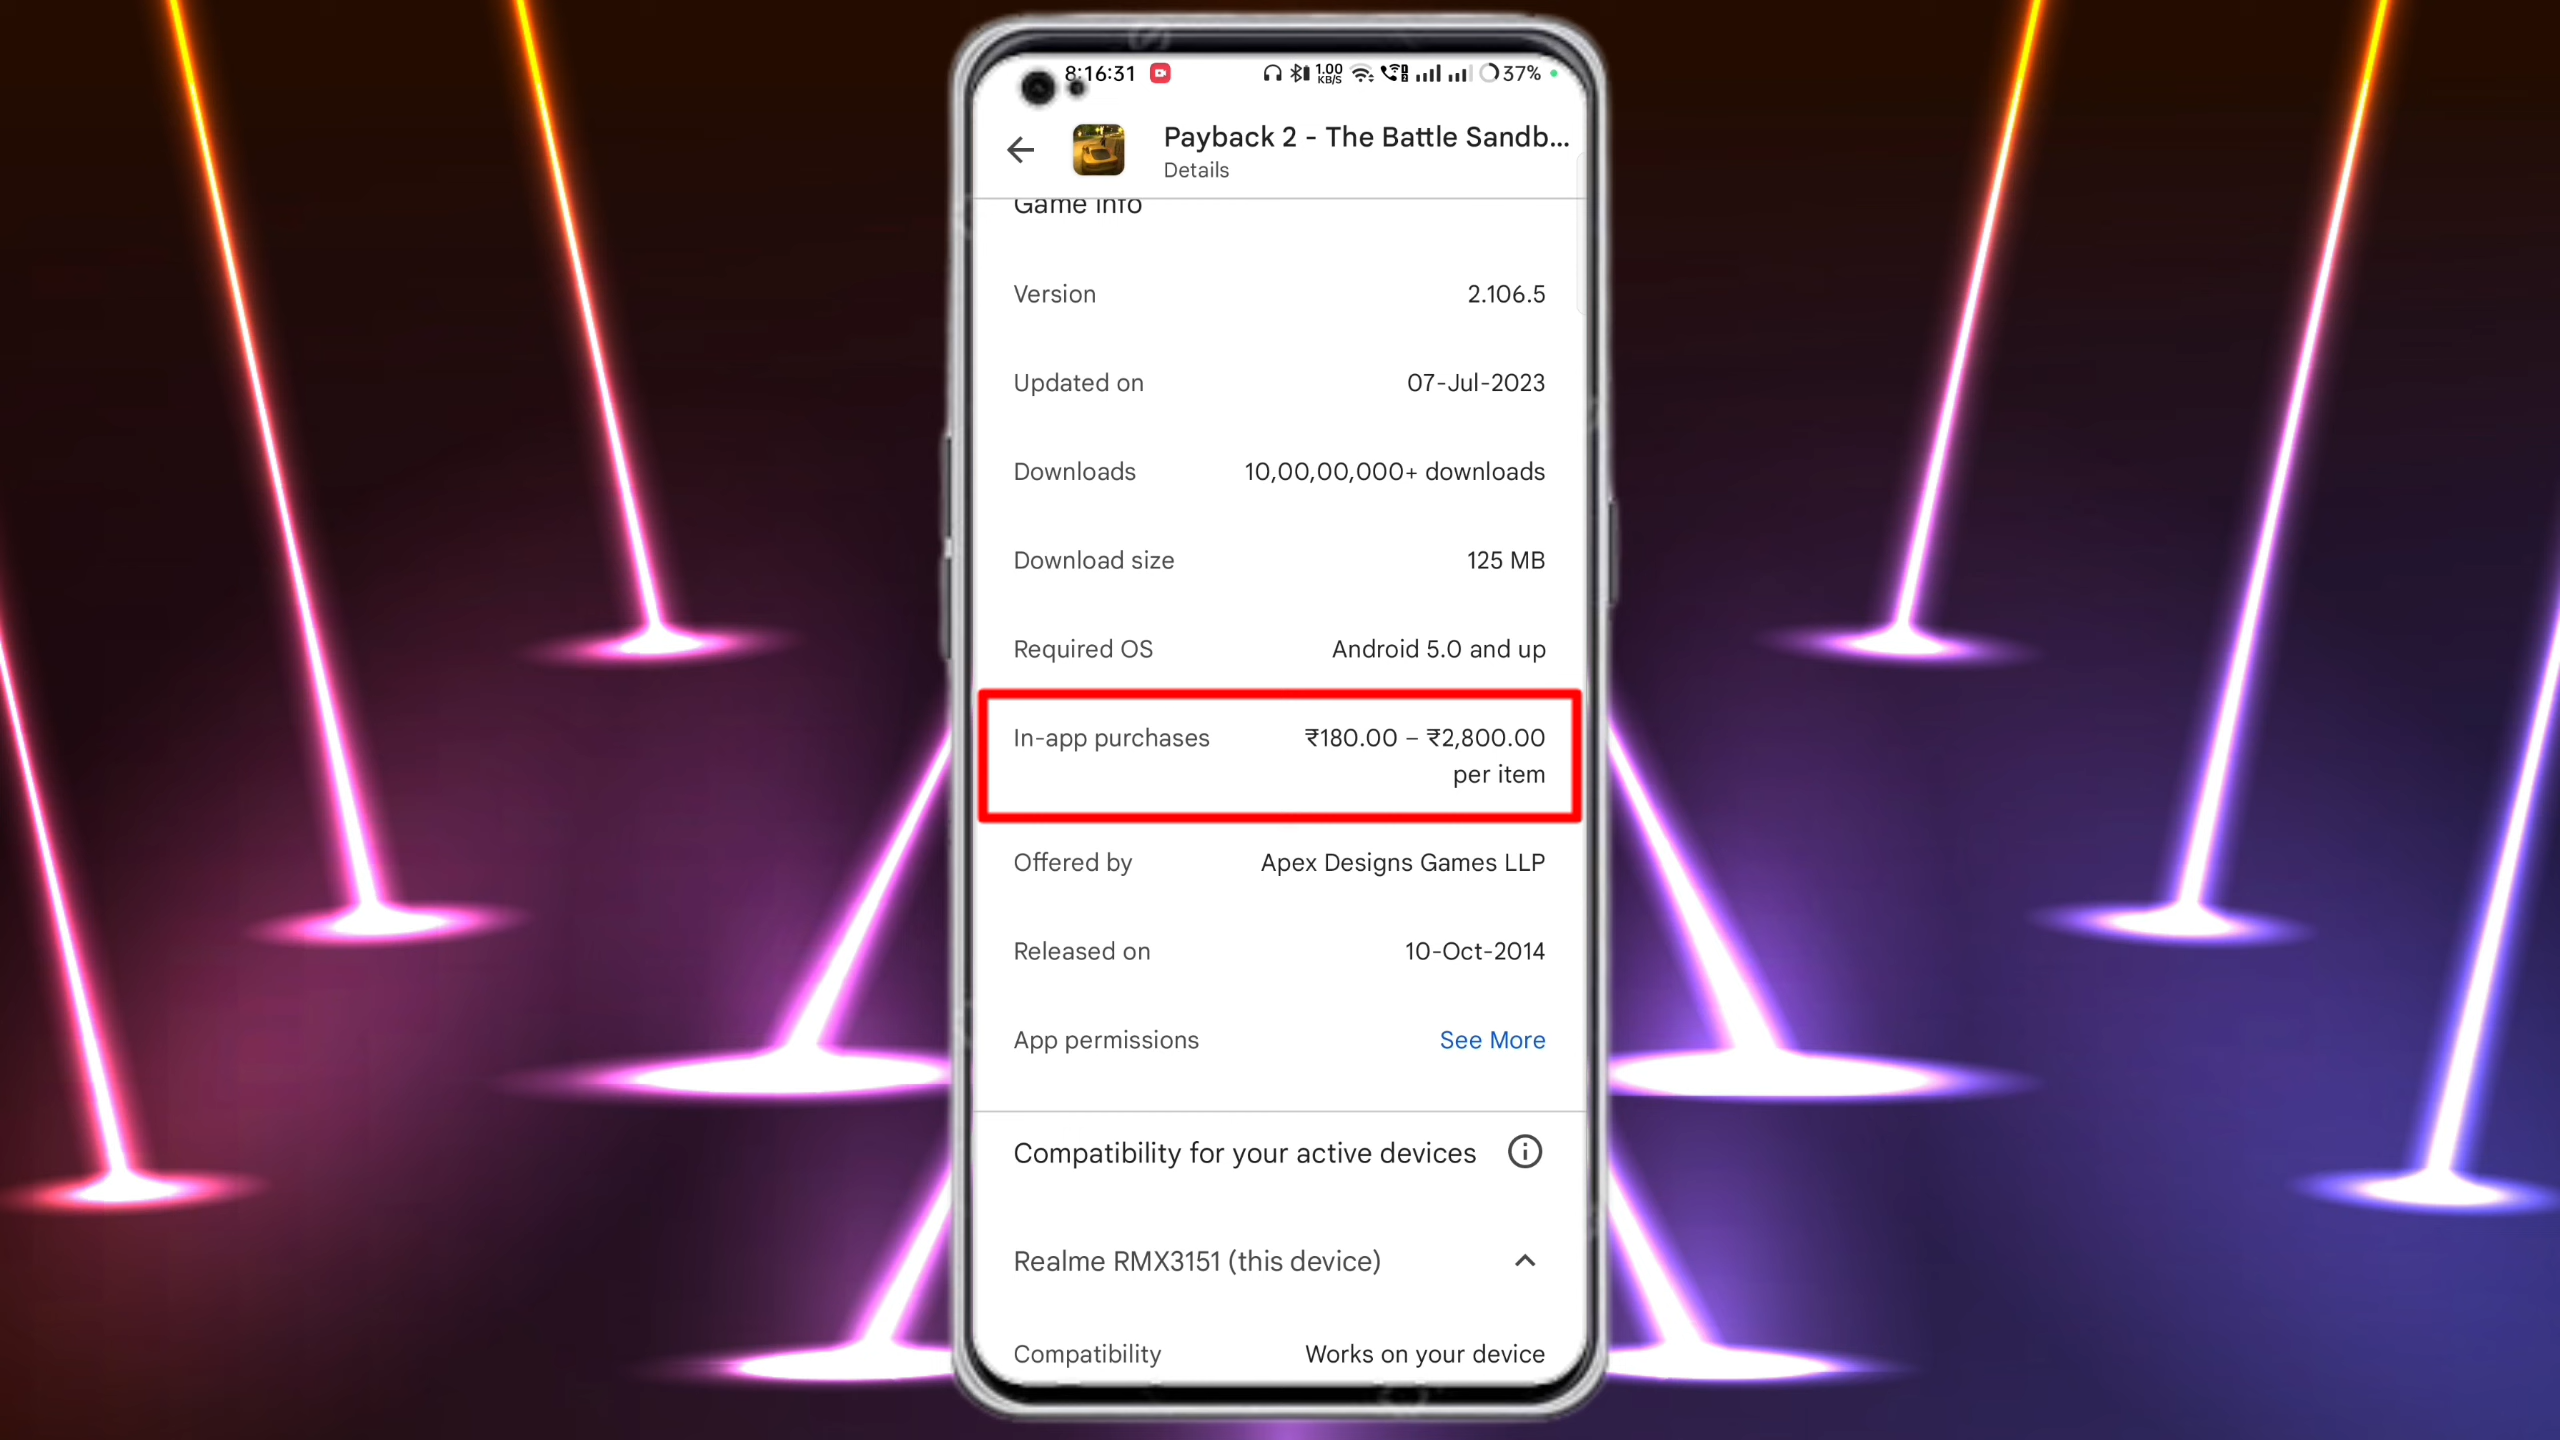 8:16:31 1.00 KB/S 37%
Payback 2 - The Battle Sandb...
Details
Game info
Version 2.106.5
Updated on 07-Jul-2023
Downloads 10,00,00,000+ downloads
Download size 125 MB
Required OS Android 5.0 and up
In-app purchases ₹180.00 – ₹2,800.00
per item
Offered by Apex Designs Games LLP
Released on 10-Oct-2014
App permissions See More
Compatibility for your active devices
Realme RMX3151 (this device)
Compatibility Works on your device